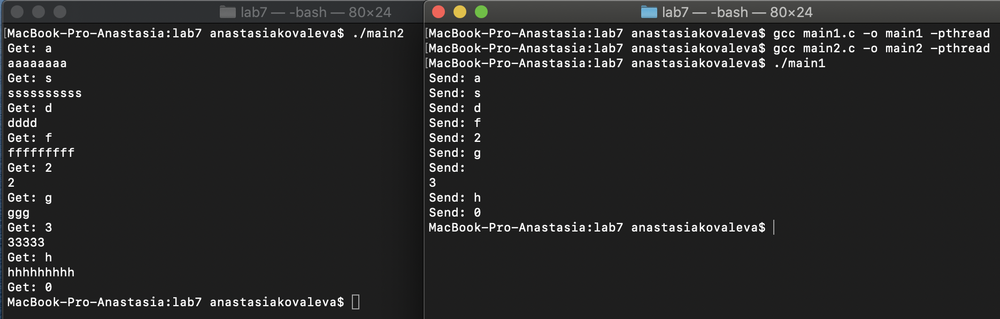 lab7 — -bash — 80×24
[MacBook-Pro-Anastasia:lab7 anastasiakovaleva$ ./main2
Get: a
aaaaaaaa
Get: s
ssssssssss
Get: d
dddd
Get: f
fffffffff
Get: 2
2
Get: g
ggg
Get: 3
33333
Get: h
hhhhhhhhh
Get: 0
MacBook-Pro-Anastasia:lab7 anastasiakovaleva$
lab7 — -bash — 80×24
[MacBook-Pro-Anastasia:lab7 anastasiakovaleva$ gcc main1.c -o main1 -pthread
[MacBook-Pro-Anastasia:lab7 anastasiakovaleva$ gcc main2.c -o main2 -pthread
[MacBook-Pro-Anastasia:lab7 anastasiakovaleva$ ./main1
Send: a
Send: s
Send: d
Send: f
Send: 2
Send: g
Send:
3
Send: h
Send: 0
MacBook-Pro-Anastasia:lab7 anastasiakovaleva$